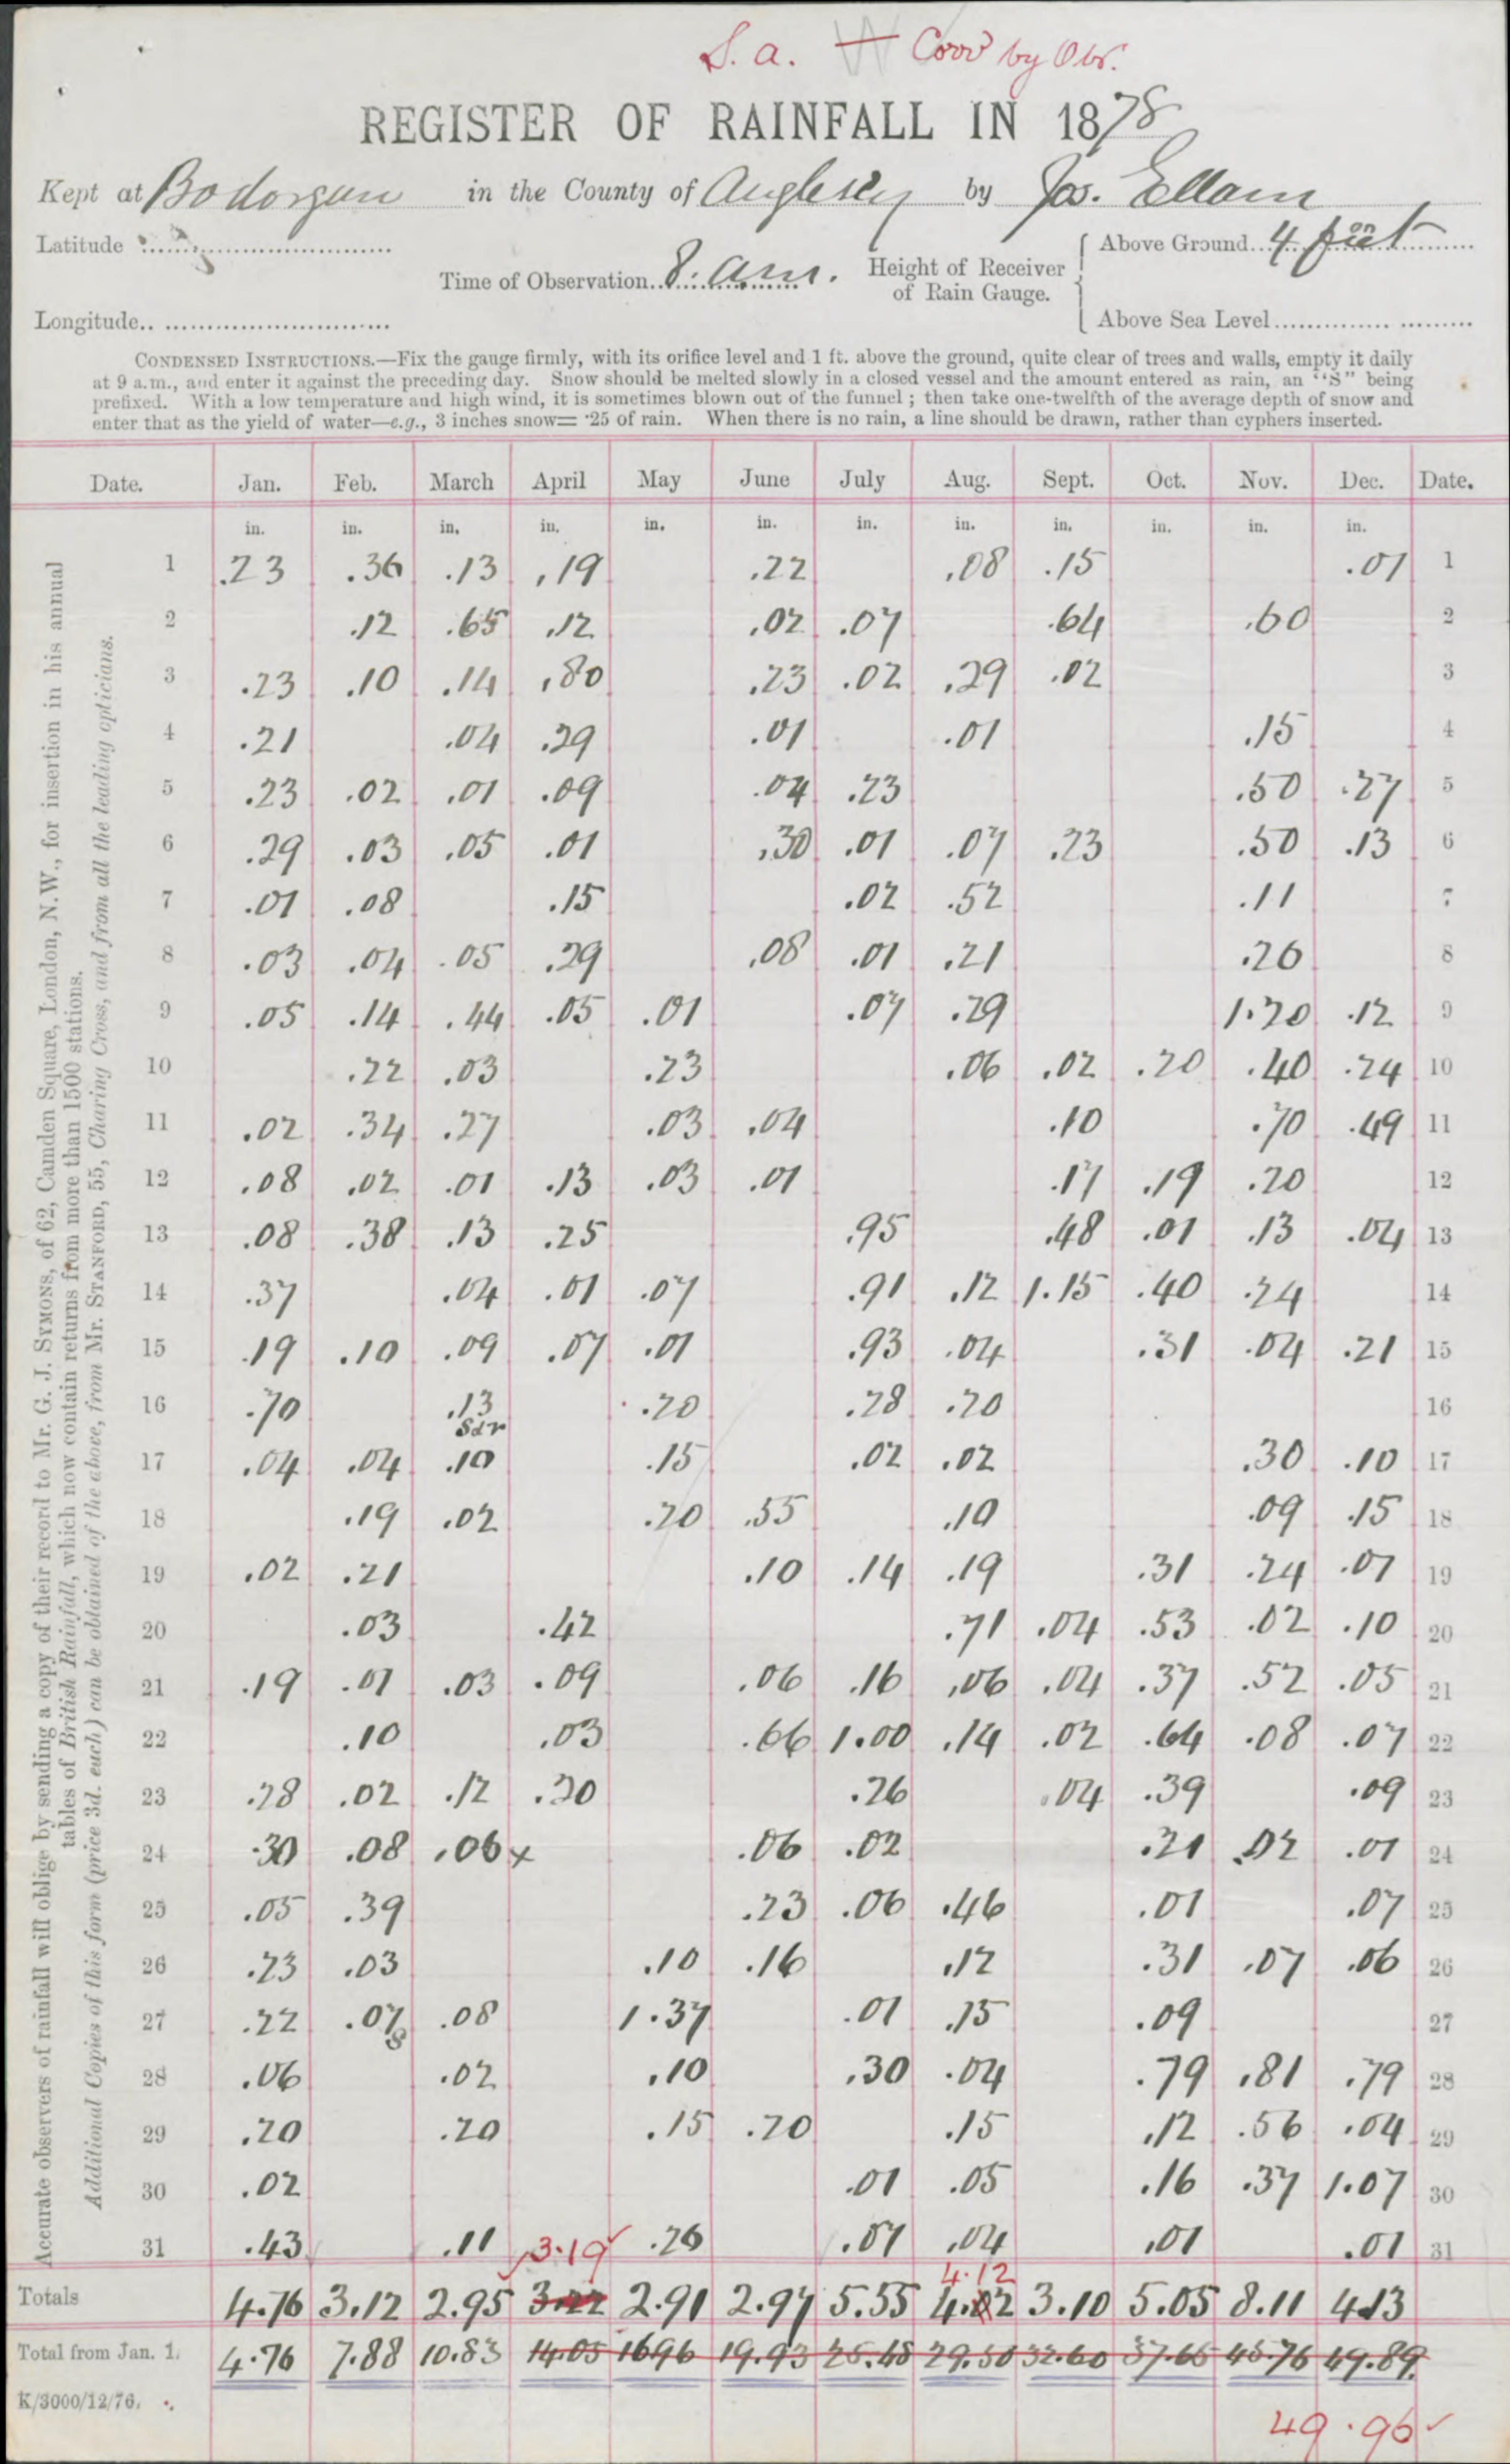 S. a. Corrd by Obr.
REGISTER OF RAINFALL IN 1878
Kept at Bodorgan in the County of Anglesey by Jos. Ellam
Latitude
Time of Observation 8. a.m. Height of Receiver of Rain Gauge. Above Ground 4 feet
Longitude Above Sea Level
CONDENSED INSTRUCTIONS.—Fix the gauge firmly, with its orifice level and 1 ft. above the ground, quite clear of trees and walls, empty it daily
at 9 a.m., and enter it against the preceding day. Snow should be melted slowly in a closed vessel and the amount entered as rain, an "S" being
prefixed. With a low temperature and high wind, it is sometimes blown out of the funnel; then take one-twelfth of the average depth of snow and
enter that as the yield of water—e.g., 3 inches snow= ·25 of rain. When there is no rain, a line should be drawn, rather than cyphers inserted.
Date. Jan. Feb. March April May June July Aug. Sept. Oct. Nov. Dec. Date.
in. in. in. in. in. in. in. in. in. in. in. in.
1 .23 .36 .13 .19 .22 .08 .15 .01 1
2 .12 .65 .12 .02 .07 .64 .60 2
3 .23 .10 .14 .80 .23 .02 .29 .02 3
4 .21 .04 .29 .01 .01 .15 4
5 .23 .02 .01 .09 .04 .23 .50 .27 5
6 .29 .03 .05 .01 .30 .01 .07 .23 .50 .13 6
7 .01 .08 .15 .02 .52 .11 7
8 .03 .04 .05 .29 .08 .01 .21 .26 8
9 .05 .14 .44 .05 .01 .07 .29 1.20 .12 9
10 .22 .03 .23 .06 .02 .20 .40 .24 10
11 .02 .34 .27 .03 .04 .10 .70 .49 11
12 .08 .02 .01 .13 .03 .01 .17 .19 .20 12
13 .08 .38 .13 .25 .95 .48 .01 .13 .04 13
14 .37 .04 .01 .07 .91 .12 1.15 .40 .24 14
15 .19 .10 .09 .07 .01 .93 .04 .31 .04 .21 15
16 .70 .13 .20 .28 .20 16
S d r
17 .04 .04 .10 .15 .02 .02 .30 .10 17
18 .19 .02 .20 .55 .10 .09 .15 18
19 .02 .21 .10 .14 .19 .31 .24 .01 19
20 .03 .42 .71 .04 .53 .02 .10 20
21 .19 .01 .03 .09 .06 .16 .06 .04 .37 .52 .05 21
22 .10 .03 .66 1.00 .14 .02 .64 .08 .07 22
23 .28 .02 .12 .20 .26 .04 .39 .09 23
24 .30 .08 .06 x .06 .02 .21 .02 .01 24
25 .05 .39 .23 .06 .46 .01 .07 25
26 .23 .03 .10 .16 .12 .31 .07 .06 26
27 .22 .07 .08 1.37 .01 .15 .09 27
28 .06 .02 .10 .30 .04 .79 .81 .79 28
29 .20 .20 .15 .20 .15 .12 .56 .04 29
30 .02 .01 .05 .16 .37 1.07 30
31 .43 .11 .26 .07 .04 .01 .01 31
3.19 4.12
Totals 4.76 3.12 2.95 3.22 2.91 2.97 5.55 4.02 3.10 5.05 8.11 4.13
Total from Jan. 1. 4.76 7.88 10.83 14.05 16.96 19.93 25.48 29.50 32.60 37.65 45.76 49.89
K/3000/12/76.
49.96
Accurate observers of rainfall will oblige by sending a copy of their record to Mr. G. J. SYMONS, of 62, Camden Square, London, N.W., for insertion in his annual
tables of British Rainfall, which now contain returns from more than 1500 stations.
Additional Copies of this form (price 3d. each) can be obtained of the above, from Mr. STANFORD, 55, Charing Cross, and from all the leading opticians.